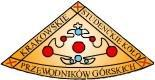 KRAKOWSKIE
STUDENCKIE KOŁO
PRZEWODNIKÓW GÓRSKICH